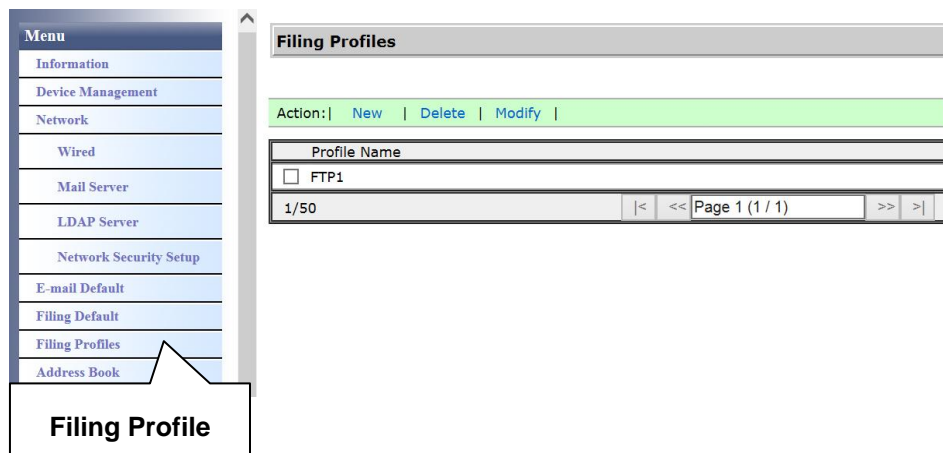 Menu
Information
Device Management
Network
Wired
Mail Server
LDAP Server
Network Security Setup
E-mail Default
Filing Default
Filing Profiles
Address Book
Filing Profile
Filing Profiles
Action:| New | Delete | Modify |
Profile Name
FTP1
1/50 |< << Page 1 (1 / 1) >> >|